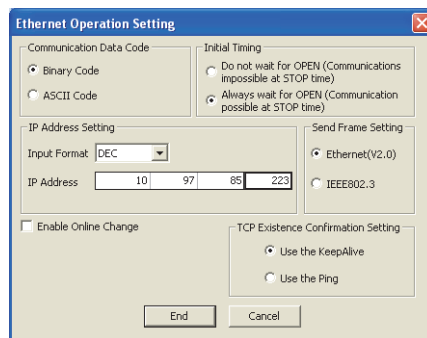 Ethernet Operation Setting
Communication Data Code
Binary Code
ASCII Code
Initial Timing
Do not wait for OPEN (Communications
impossible at STOP time)
Always wait for OPEN (Communication
possible at STOP time)
IP Address Setting
Input Format DEC
IP Address 10 97 85 223
Send Frame Setting
Ethernet(V2.0)
IEEE802.3
Enable Online Change
TCP Existence Confirmation Setting
Use the KeepAlive
Use the Ping
End Cancel